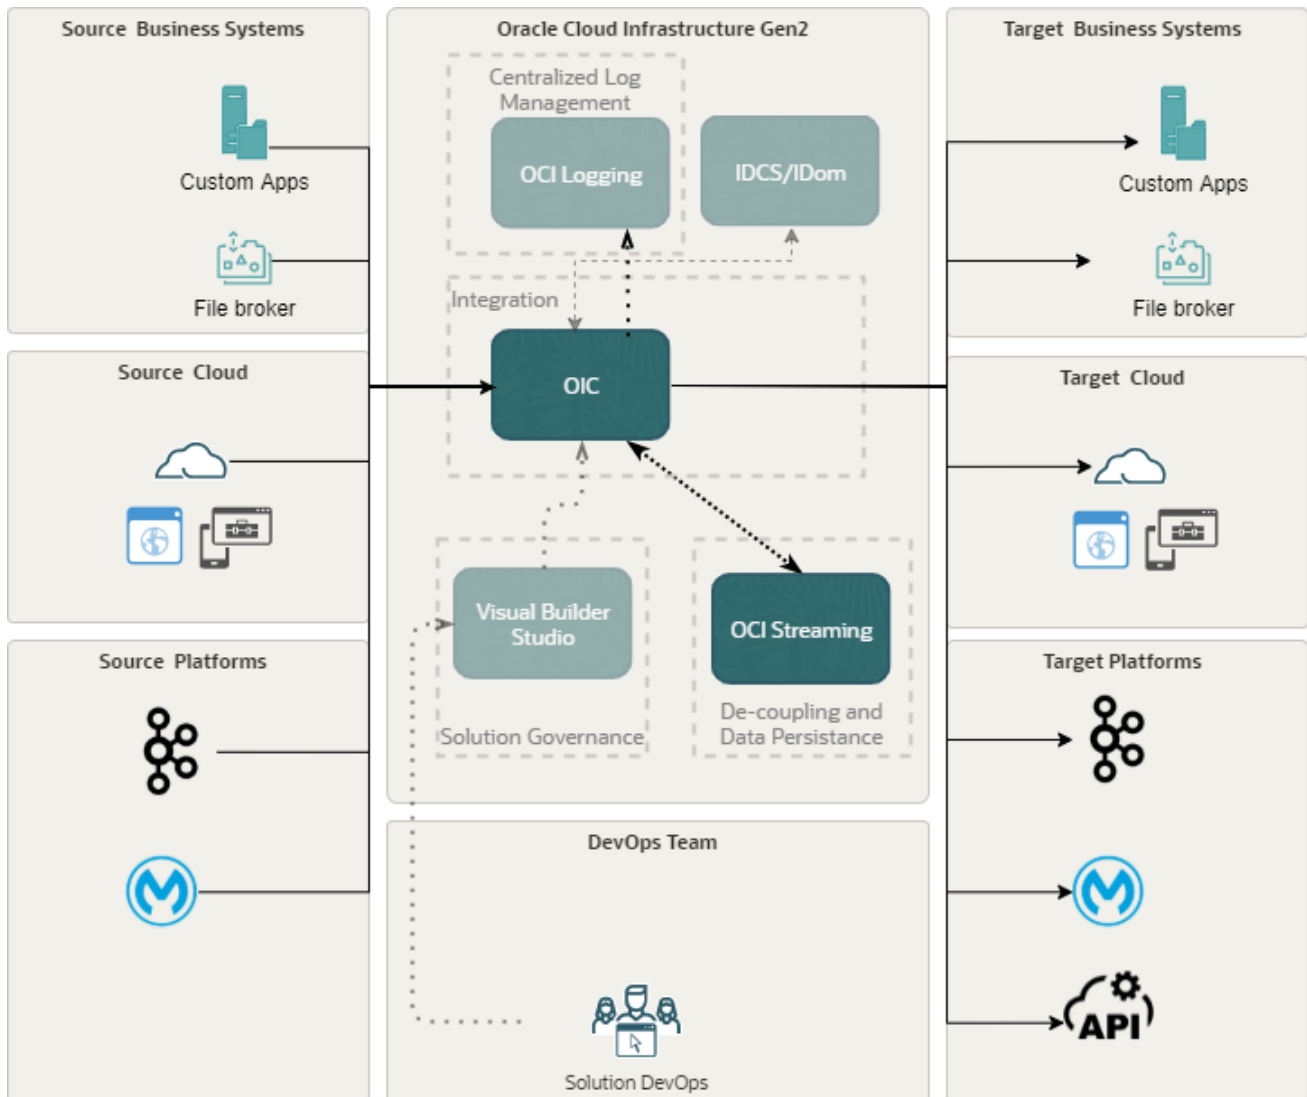 Source Business Systems
Custom Apps
File broker
Source Cloud
Source Platforms
Oracle Cloud Infrastructure Gen2
Centralized Log
Management
OCI Logging
IDCS/IDom
Integration
OIC
Visual Builder
Studio
Solution Governance
OCI Streaming
De-coupling and
Data Persistance
DevOps Team
Solution DevOps
Target Business Systems
Custom Apps
File broker
Target Cloud
Target Platforms
API